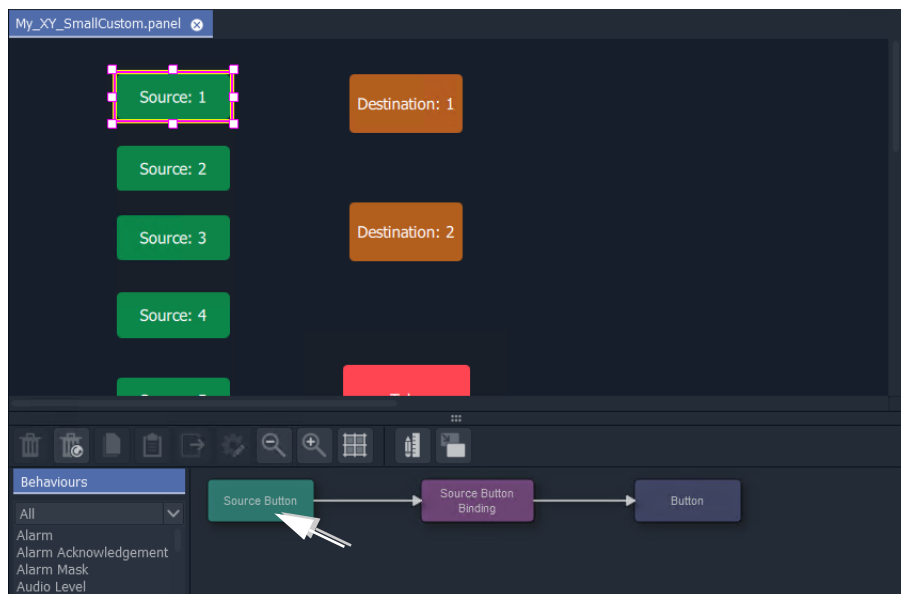 My_XY_SmallCustom.panel
Source: 1
Destination: 1
Source: 2
Source: 3
Destination: 2
Source: 4
Behaviours
All
Alarm
Alarm Acknowledgement
Alarm Mask
Audio Level
Source Button
Source Button
Binding
Button